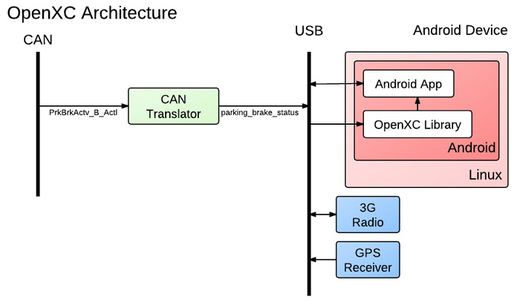 OpenXC Architecture
CAN
USB
Android Device
Android App
CAN
Translator
PrkBrkActv_B_Actl
parking_brake_status
OpenXC Library
Android
Linux
3G
Radio
GPS
Receiver